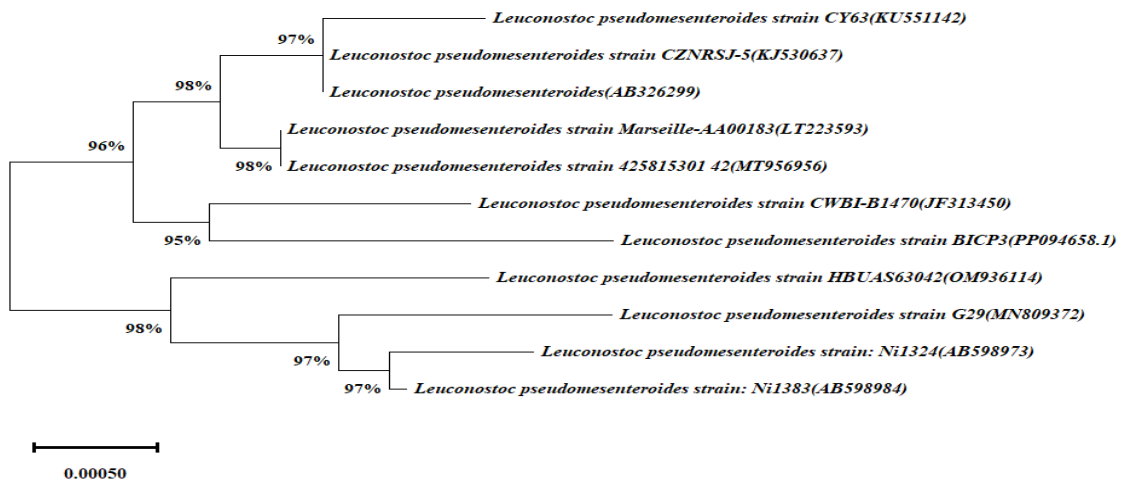 Leuconostoc pseudomesenteroides strain CY63(KU551142)
97%
Leuconostoc pseudomesenteroides strain CZNRSJ-5(KJ530637)
98%
Leuconostoc pseudomesenteroides(AB326299)
Leuconostoc pseudomesenteroides strain Marseille-AA00183(LT223593)
96%
98%
Leuconostoc pseudomesenteroides strain 425815301 42(MT956956)
Leuconostoc pseudomesenteroides strain CWBI-B1470(JF313450)
95%
Leuconostoc pseudomesenteroides strain BICP3(PP094658.1)
Leuconostoc pseudomesenteroides strain HBUAS63042(OM936114)
98%
Leuconostoc pseudomesenteroides strain G29(MN809372)
97%
Leuconostoc pseudomesenteroides strain: Ni1324(AB598973)
97%
Leuconostoc pseudomesenteroides strain: Ni1383(AB598984)
0.00050